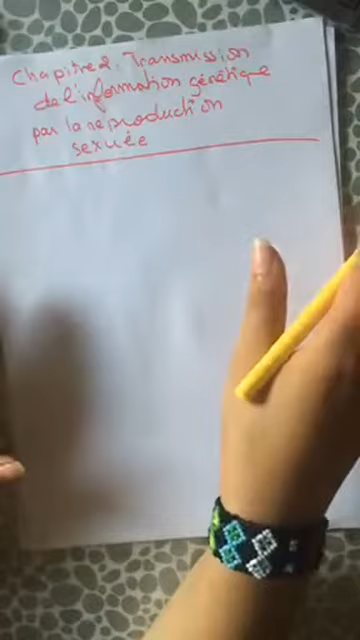 Chapitre 2: Transmission
de l'information génétique
par la reproduction
sexuée